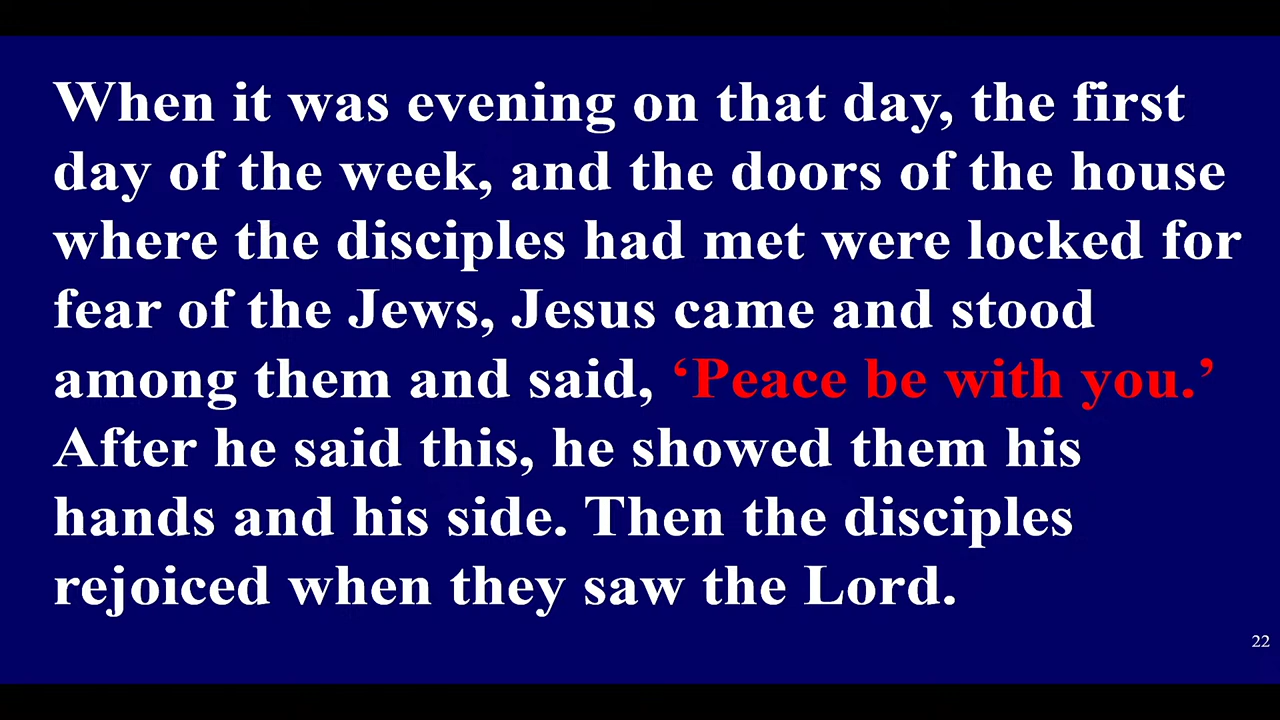 When it was evening on that day, the first
day of the week, and the doors of the house
where the disciples had met were locked for
fear of the Jews, Jesus came and stood
among them and said, ‘Peace be with you.’
After he said this, he showed them his
hands and his side. Then the disciples
rejoiced when they saw the Lord.
22